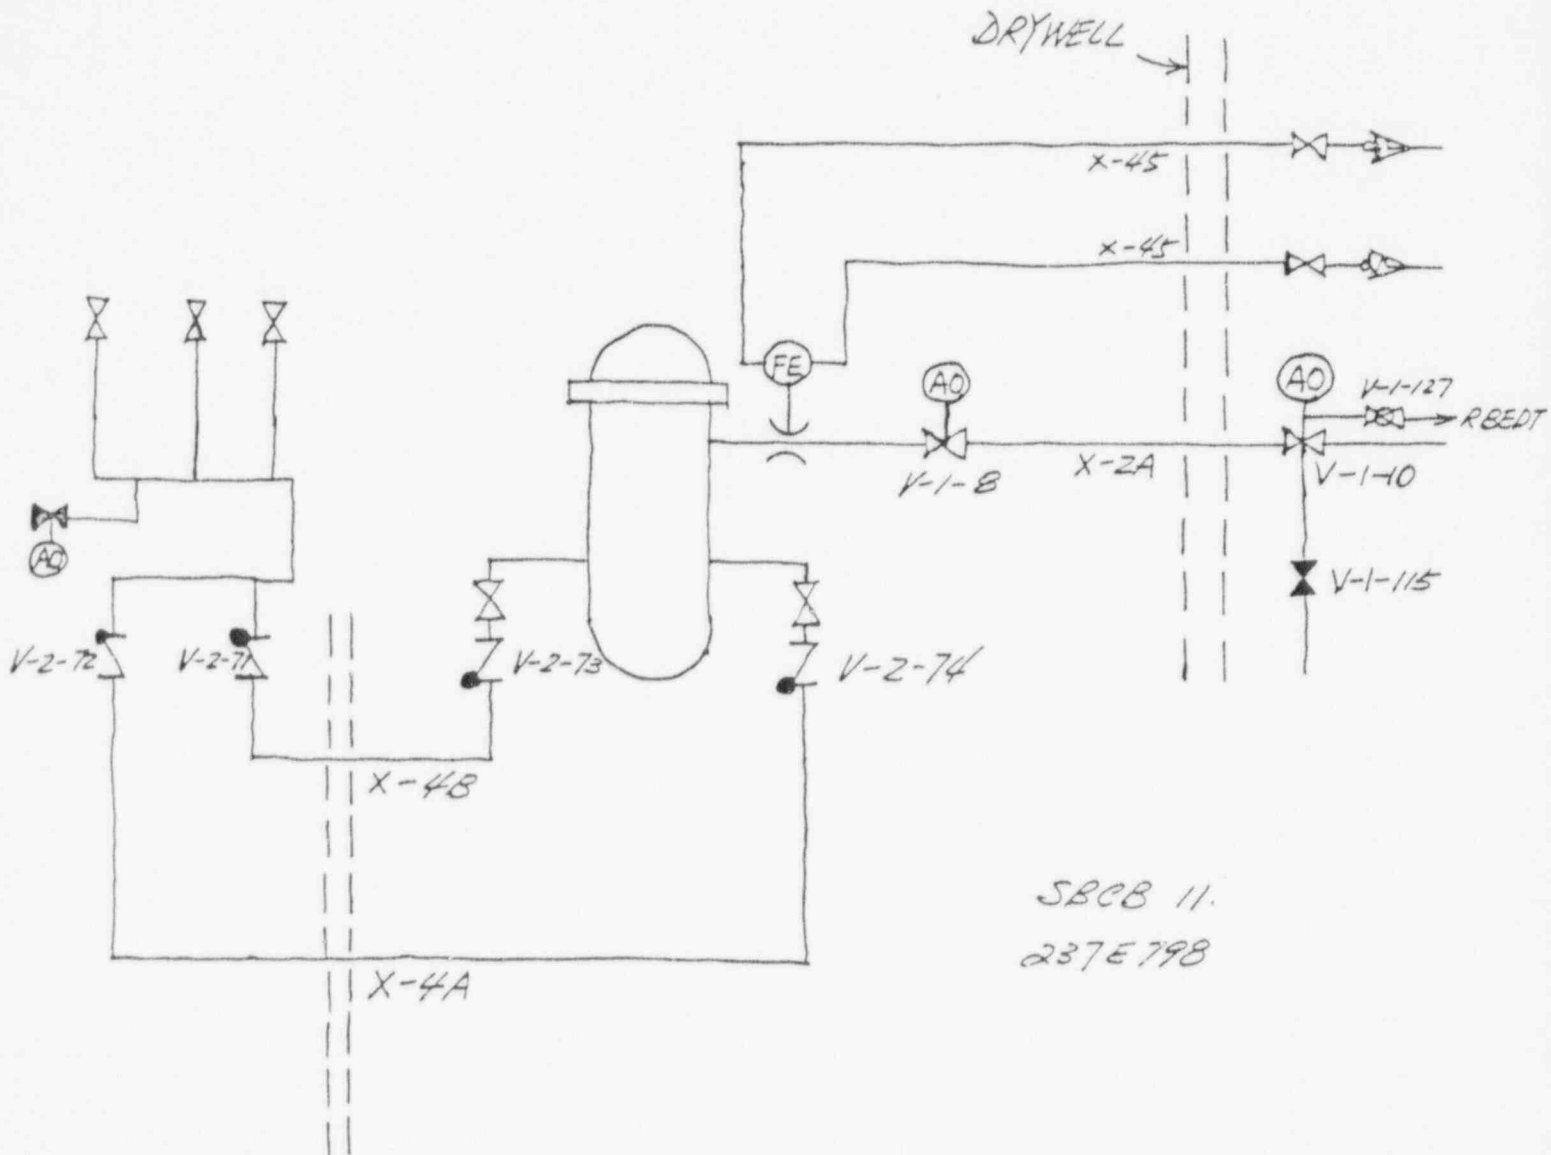 DRYWELL
X-45
X-45
FE
AO
AO
V-1-127
RBEDT
V-1-8
X-2A
V-1-10
AO
V-1-115
V-2-72
V-2-71
V-2-73
V-2-74
X-4B
SBCB 11.
237E798
X-4A